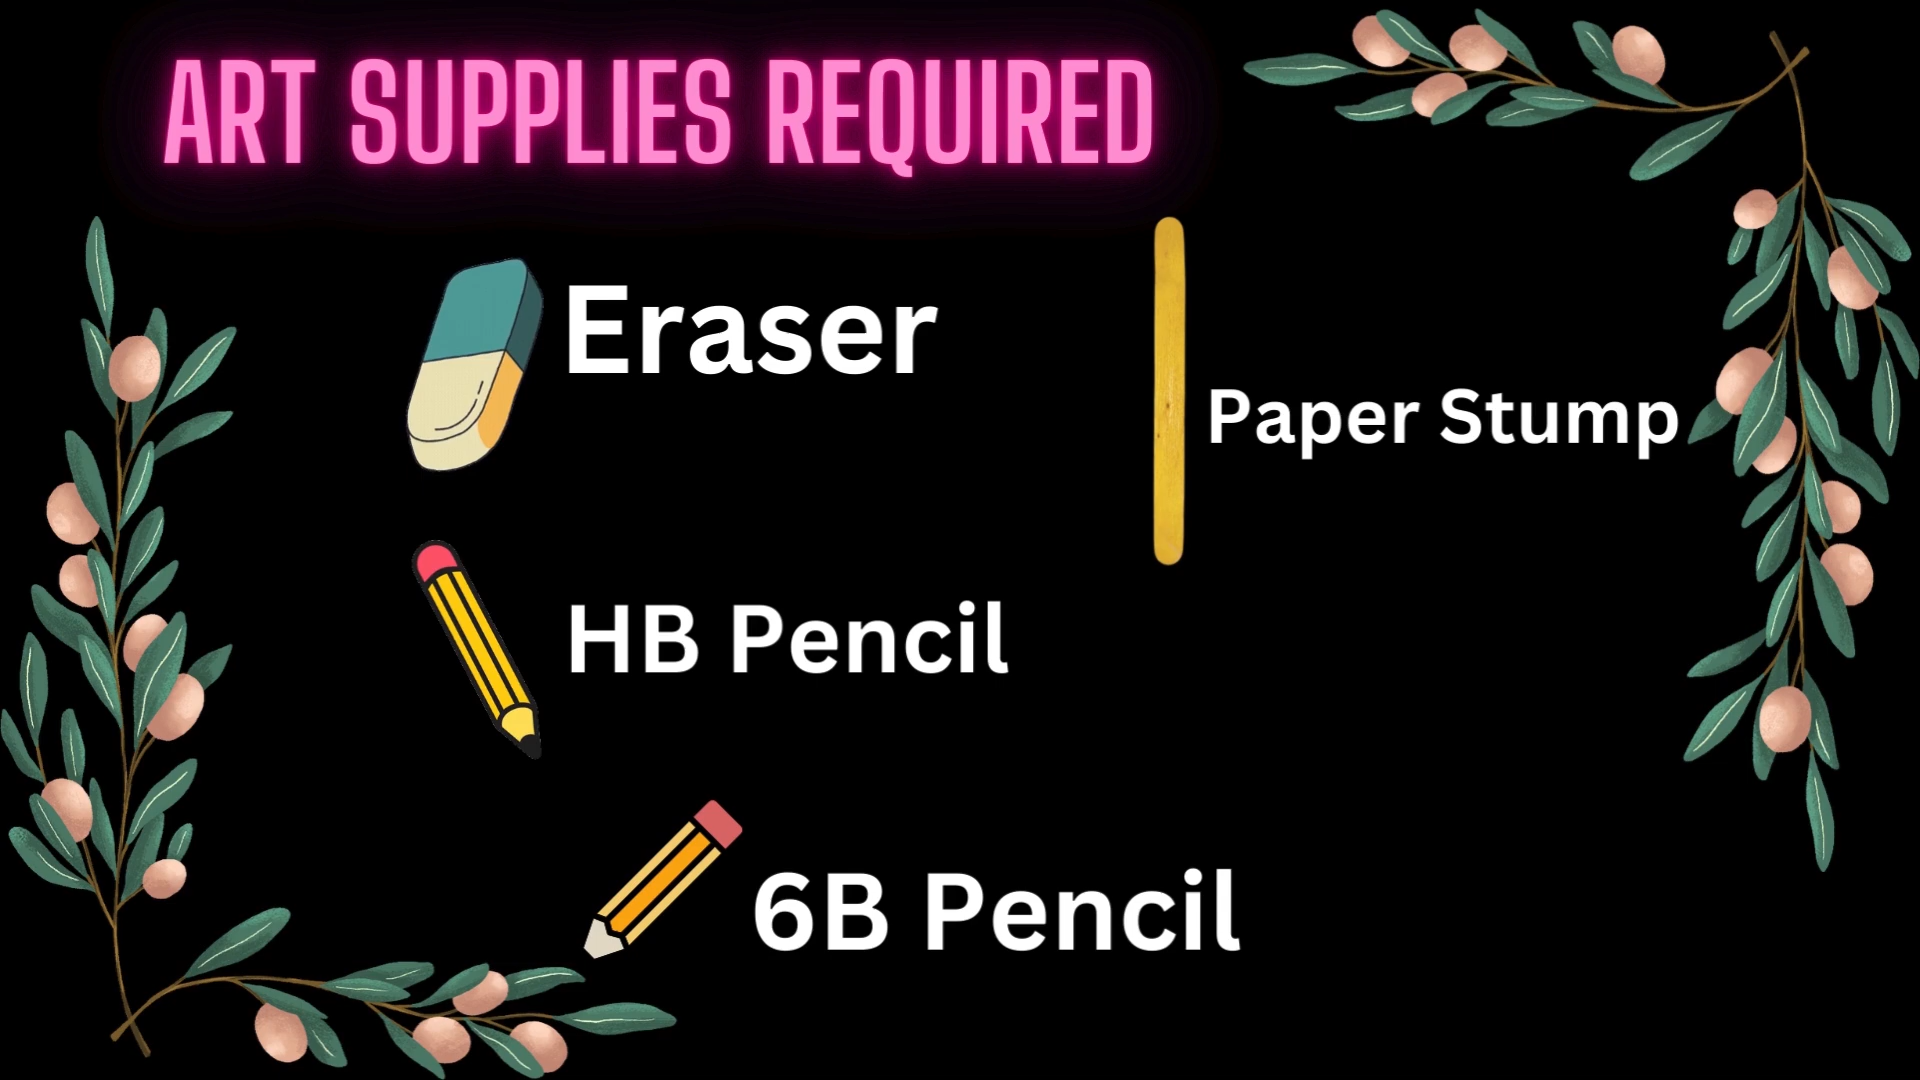 ART SUPPLIES REQUIRED
Eraser
Paper Stump
HB Pencil
6B Pencil